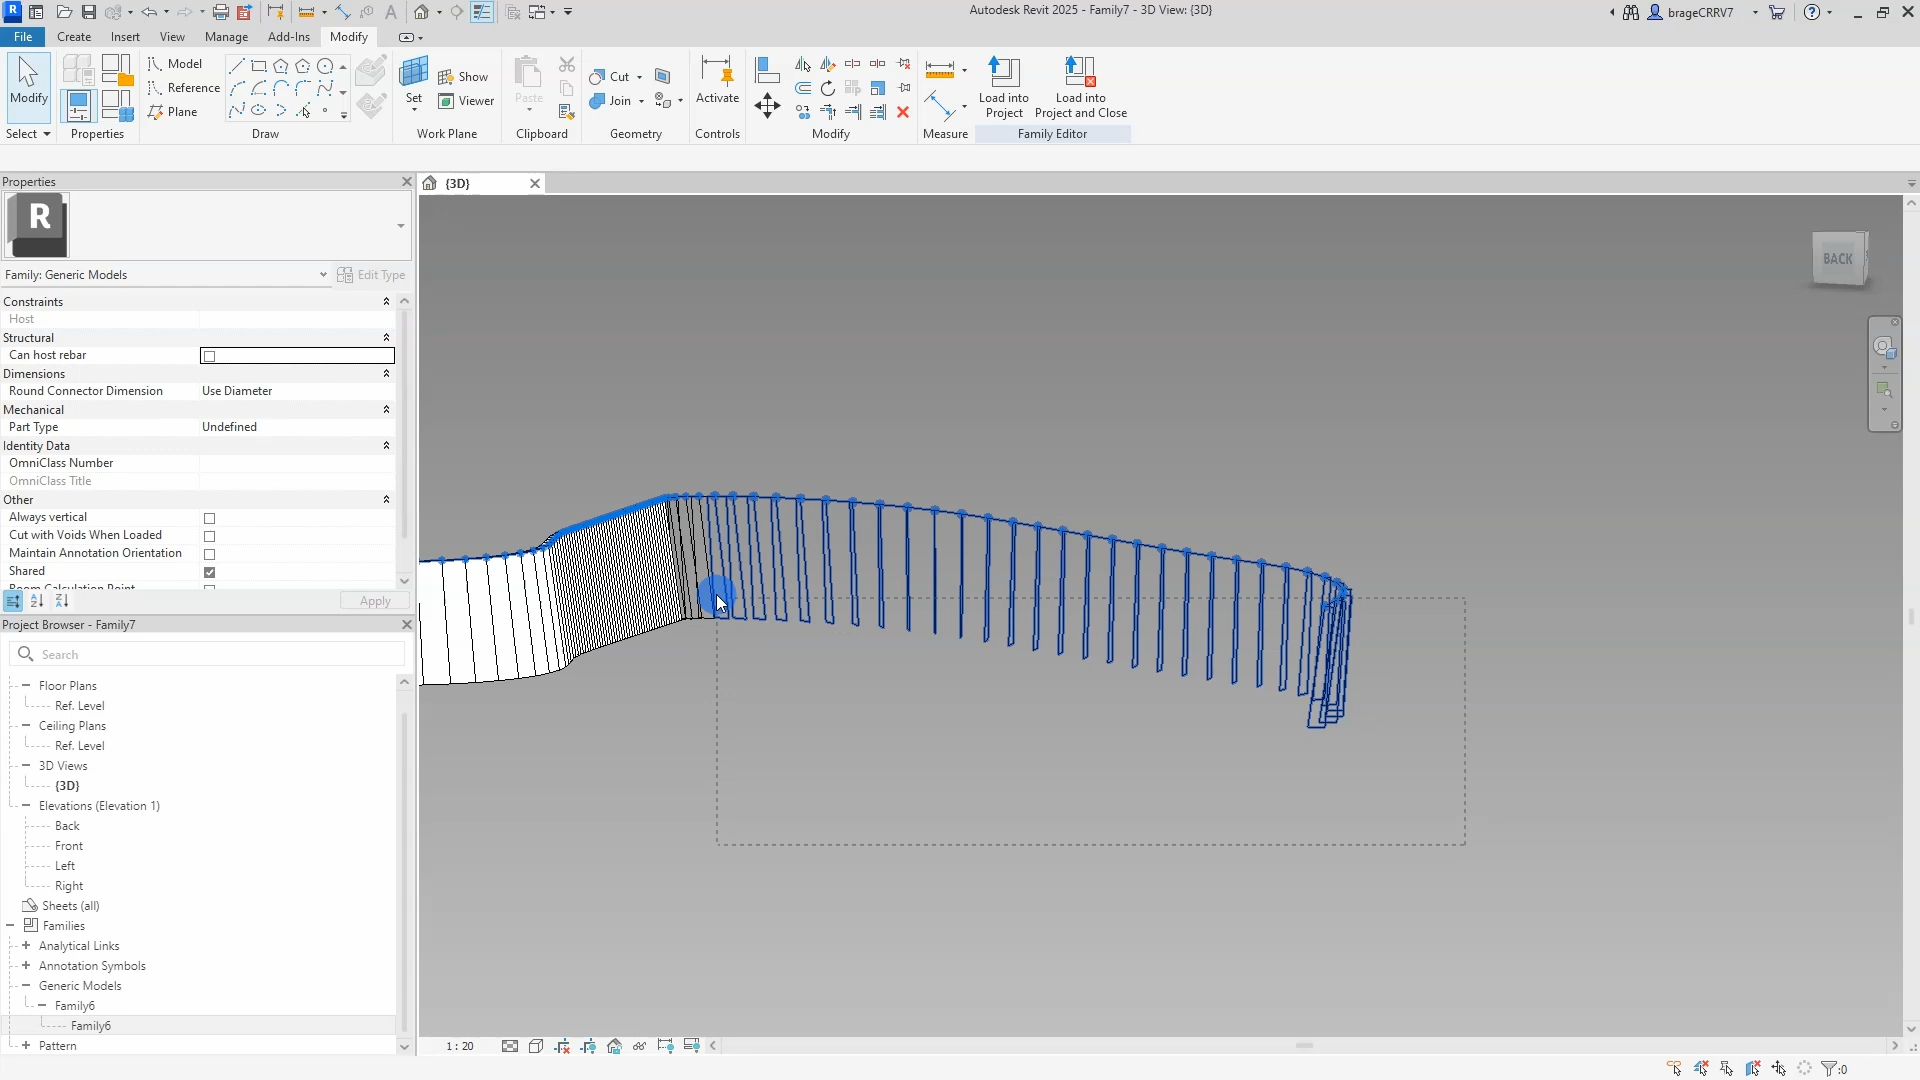 Autodesk Revit 2025 - Family7 - 3D View: {3D}
brageCRRV7
File Create Insert View Manage Add-Ins Modify
Modify
Model
Reference
Plane
Set
Show
Viewer
Paste
Cut
Join
Activate
Load into
Project
Load into
Project and Close
Select Properties Draw Work Plane Clipboard Geometry Controls Modify Measure Family Editor
Properties
{3D}
R
Family: Generic Models
Edit Type
Constraints
Host
Structural
Can host rebar
Dimensions
Round Connector Dimension Use Diameter
Mechanical
Part Type Undefined
Identity Data
OmniClass Number
OmniClass Title
Other
Always vertical
Cut with Voids When Loaded
Maintain Annotation Orientation
Shared
Room Calculation Point
Apply
Project Browser - Family7
Search
Floor Plans
Ref. Level
Ceiling Plans
Ref. Level
3D Views
{3D}
Elevations (Elevation 1)
Back
Front
Left
Right
Sheets (all)
Families
Analytical Links
Annotation Symbols
Generic Models
Family6
Family6
Pattern
BACK
1 : 20
:0